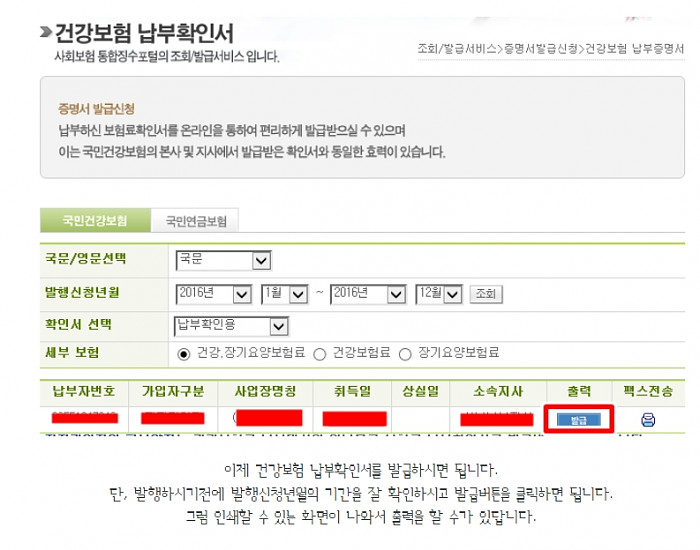 건강보험 납부확인서
사회보험 통합징수포털의 조회/발급서비스 입니다.
조회/발급서비스>증명서발급신청>건강보험 납부증명서
증명서 발급신청
납부하신 보험료확인서를 온라인을 통하여 편리하게 발급받으실 수 있으며
이는 국민건강보험의 본사 및 지사에서 발급받은 확인서와 동일한 효력이 있습니다.
국민건강보험 국민연금보험
국문/영문선택 국문
발행신청년월 2016년 1월 ~ 2016년 12월 조회
확인서 선택 납부확인용
세부 보험 건강.장기요양보험료 건강보험료 장기요양보험료
납부자번호 가입자구분 사업장명칭 취득일 상실일 소속지사 출력 팩스전송
발급
이제 건강보험 납부확인서를 발급하시면 됩니다.
단, 발행하시기전에 발행신청년월의 기간을 잘 확인하시고 발급버튼을 클릭하면 됩니다.
그럼 인쇄할 수 있는 화면이 나와서 출력을 할 수가 있답니다.